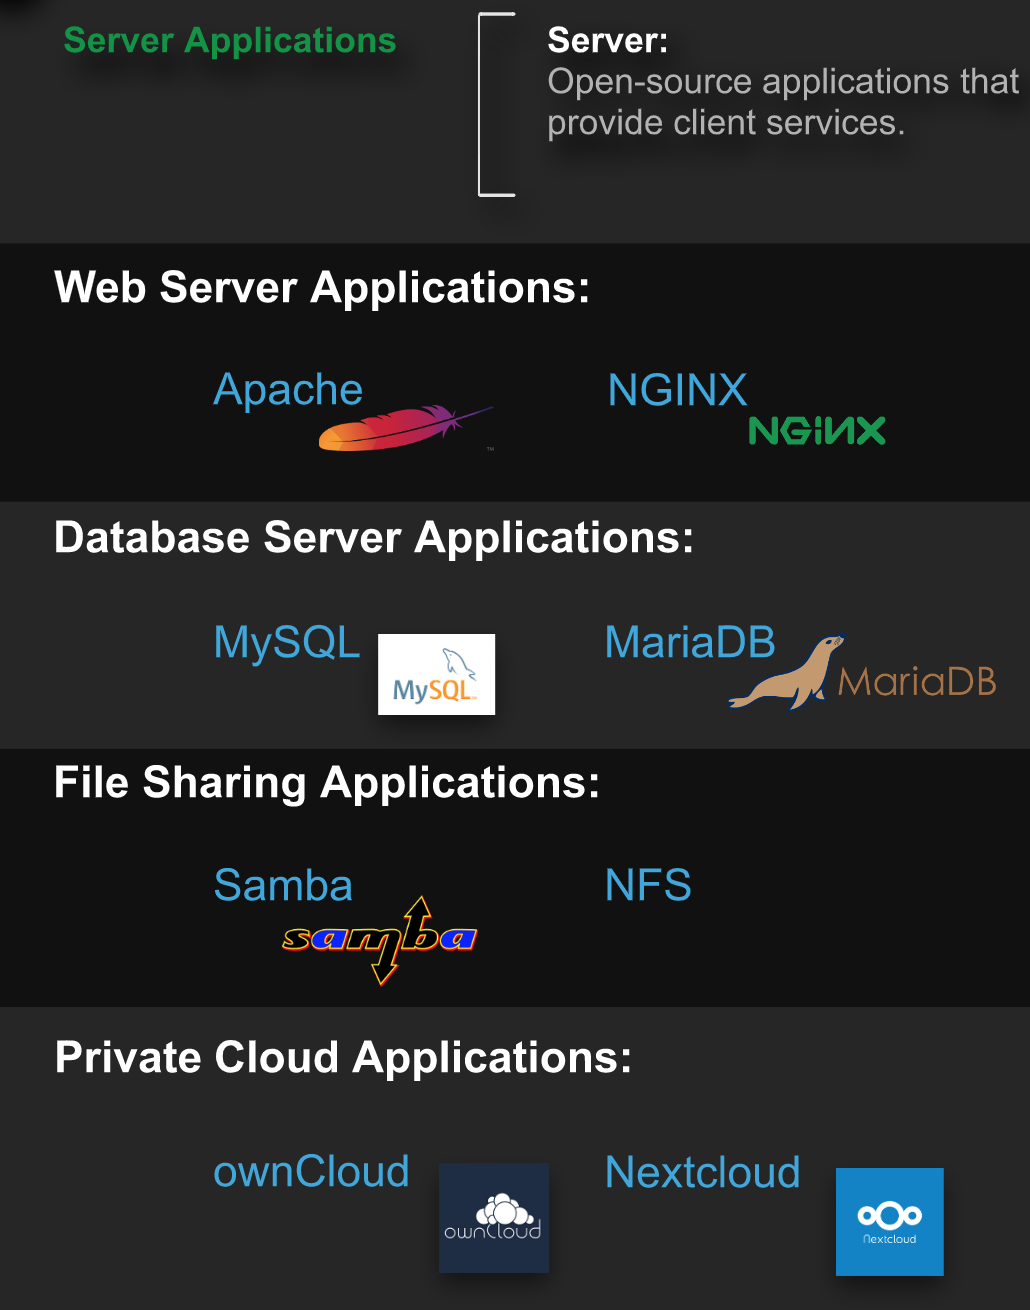 Server Applications
Server:
Open-source applications that
provide client services.
Web Server Applications:
Apache
NGINX
NGiNX
TM
Database Server Applications:
MySQL
MariaDB
MySQL
MariaDB
File Sharing Applications:
Samba
NFS
samba
Private Cloud Applications:
ownCloud
Nextcloud
ownCloud
Nextcloud